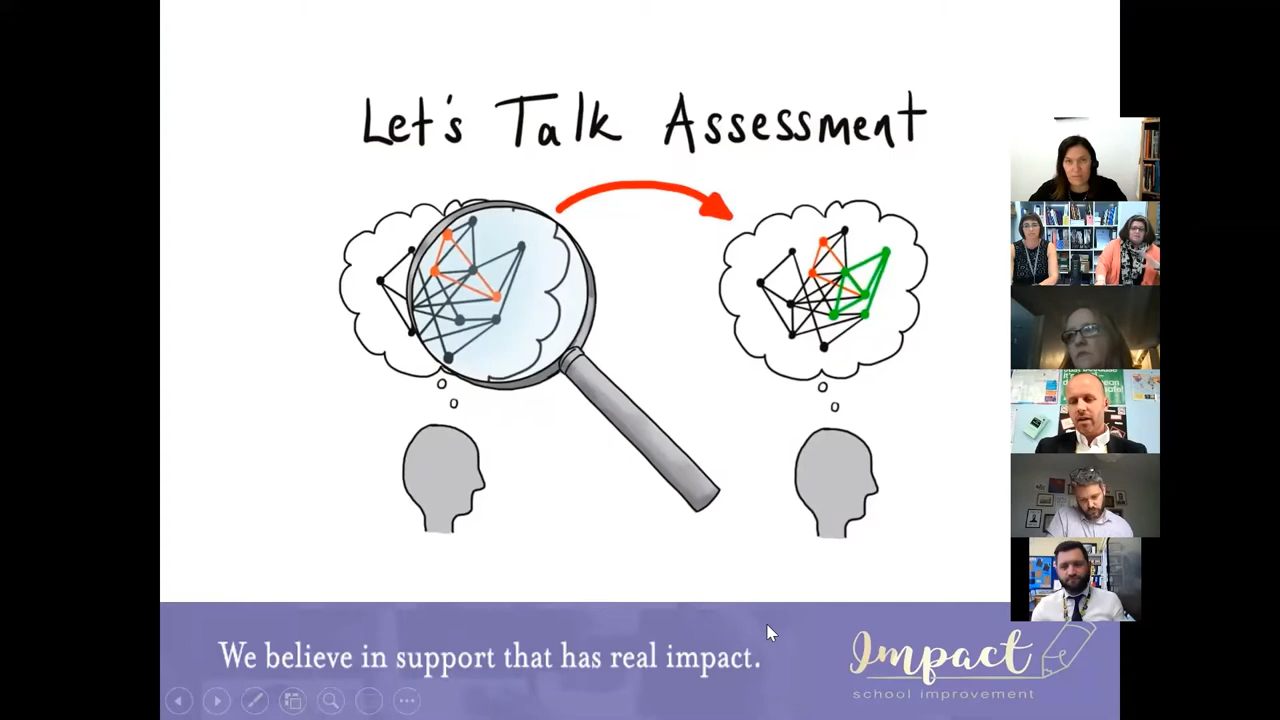 Let's Talk Assessment
We believe in support that has real impact.
Impact
school improvement